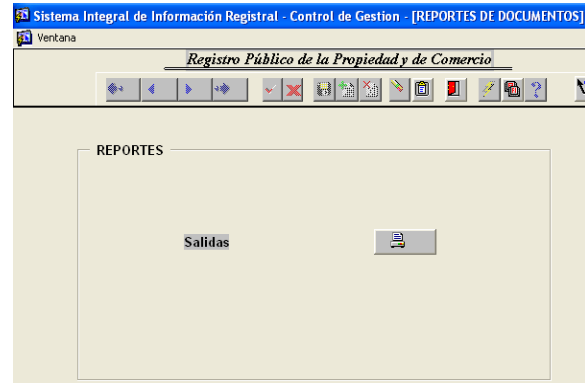 Sistema Integral de Información Registral - Control de Gestion - [REPORTES DE DOCUMENTOS]
Ventana
Registro Público de la Propiedad y de Comercio
REPORTES
Salidas